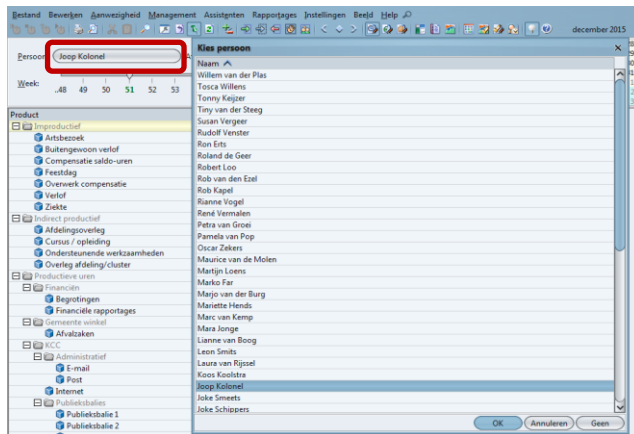 Bestand Bewerken Aanwezigheid Management Assistenten Rapportages Instellingen Beeld Help
december 2015
Persoon Joop Kolonel
Week:
..48 49 50 51 52 53
Product
Improductief
Artsbezoek
Buitengewoon verlof
Compensatie saldo-uren
Feestdag
Overwerk compensatie
Verlof
Ziekte
Indirect productief
Afdelingsoverleg
Cursus / opleiding
Ondersteunende werkzaamheden
Overleg afdeling/cluster
Productieve uren
Financiën
Begrotingen
Financiële rapportages
Gemeente winkel
Afvalzaken
KCC
Administratief
E-mail
Post
Internet
Publieksbalies
Publieksbalie 1
Publieksbalie 2
Kies persoon
Naam
Willem van der Plas
Tosca Willens
Tonny Keijzer
Tiny van der Steeg
Susan Vergeer
Rudolf Venster
Ron Erts
Roland de Geer
Robert Loo
Rob van den Ezel
Rob Kapel
Rianne Vogel
René Vermalen
Petra van Groei
Pamela van Pop
Oscar Zekers
Maurice van de Molen
Martijn Loens
Marko Far
Marjo van der Burg
Mariette Hends
Marc van Kemp
Mara Jonge
Lianne van Boog
Leon Smits
Laura van Rijssel
Koos Koolstra
Joop Kolonel
Joke Smeets
Joke Schippers
OK Annuleren Geen